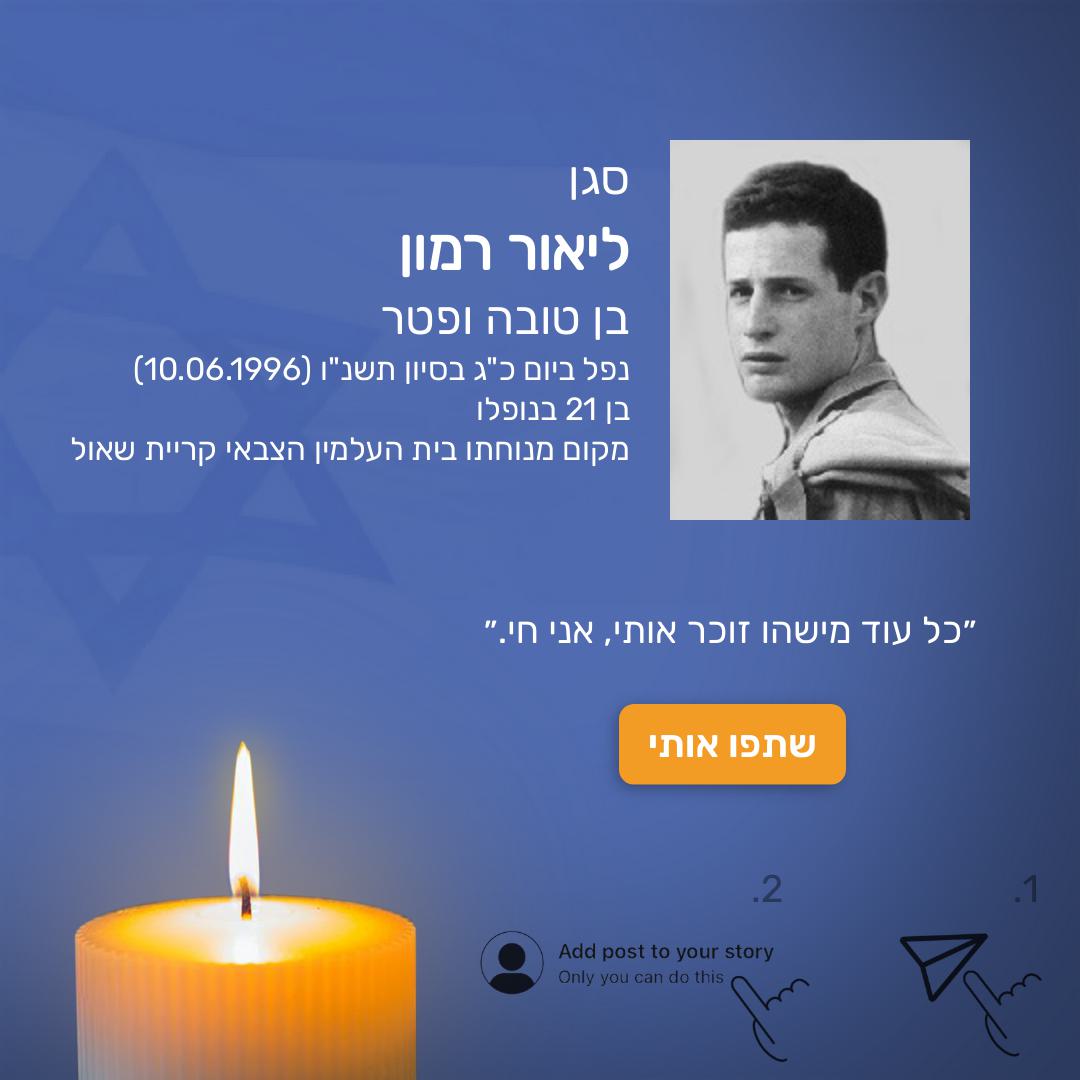 סגן
ליאור רמון
בן טובה ופטר
נפל ביום כ"ג בסיון תשנ"ו (10.06.1996)
בן 21 בנופלו
מקום מנוחתו בית העלמין הצבאי קריית שאול
״כל עוד מישהו זוכר אותי, אני חי.״
שתפו אותי
1.
2.
Add post to your story
Only you can do this